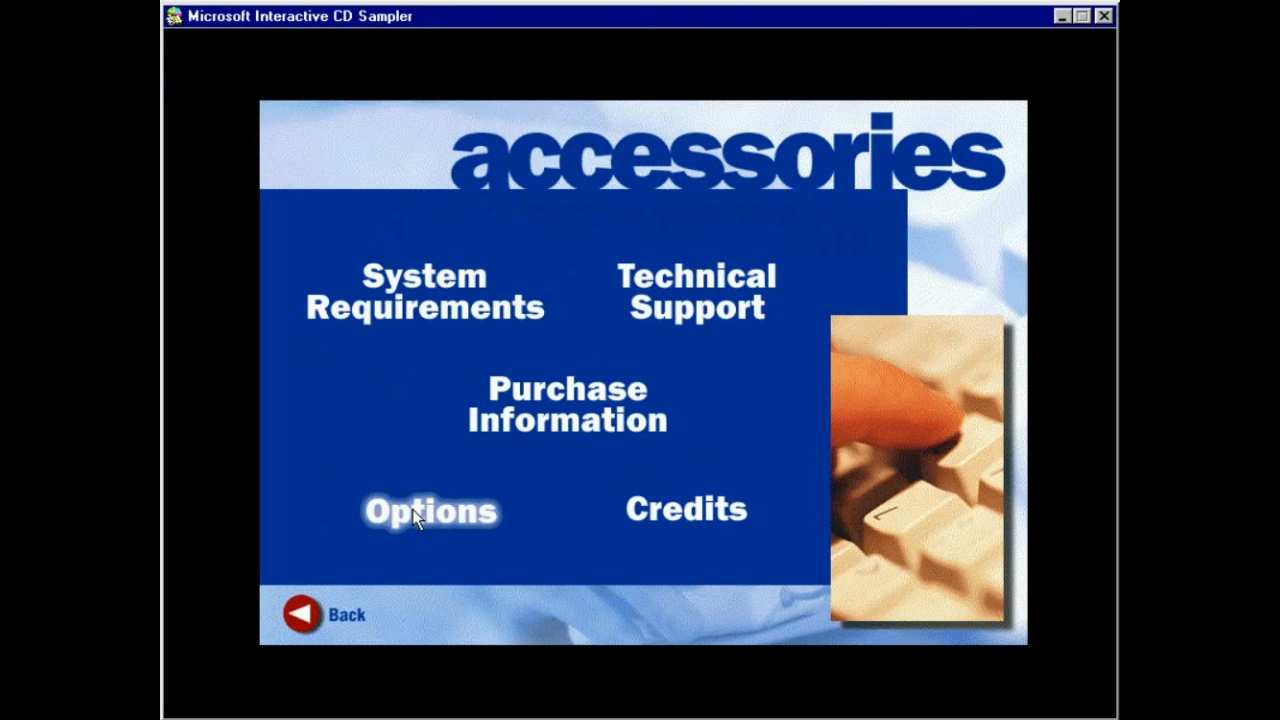 Microsoft Interactive CD Sampler
accessories
System
Requirements
Technical
Support
Purchase
Information
Options
Credits
Back